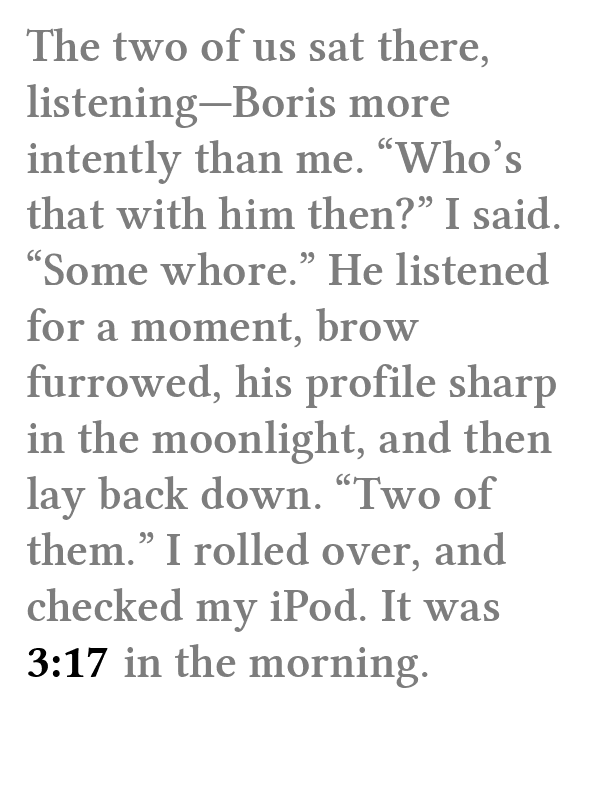 The two of us sat there,
listening—Boris more
intently than me. “Who’s
that with him then?” I said.
“Some whore.” He listened
for a moment, brow
furrowed, his profile sharp
in the moonlight, and then
lay back down. “Two of
them.” I rolled over, and
checked my iPod. It was
3:17 in the morning.